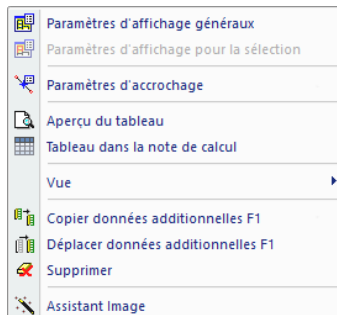 Paramètres d'affichage généraux
Paramètres d'affichage pour la sélection
Paramètres d'accrochage
Aperçu du tableau
Tableau dans la note de calcul
Vue
Copier données additionnelles F1
Déplacer données additionnelles F1
Supprimer
Assistant Image